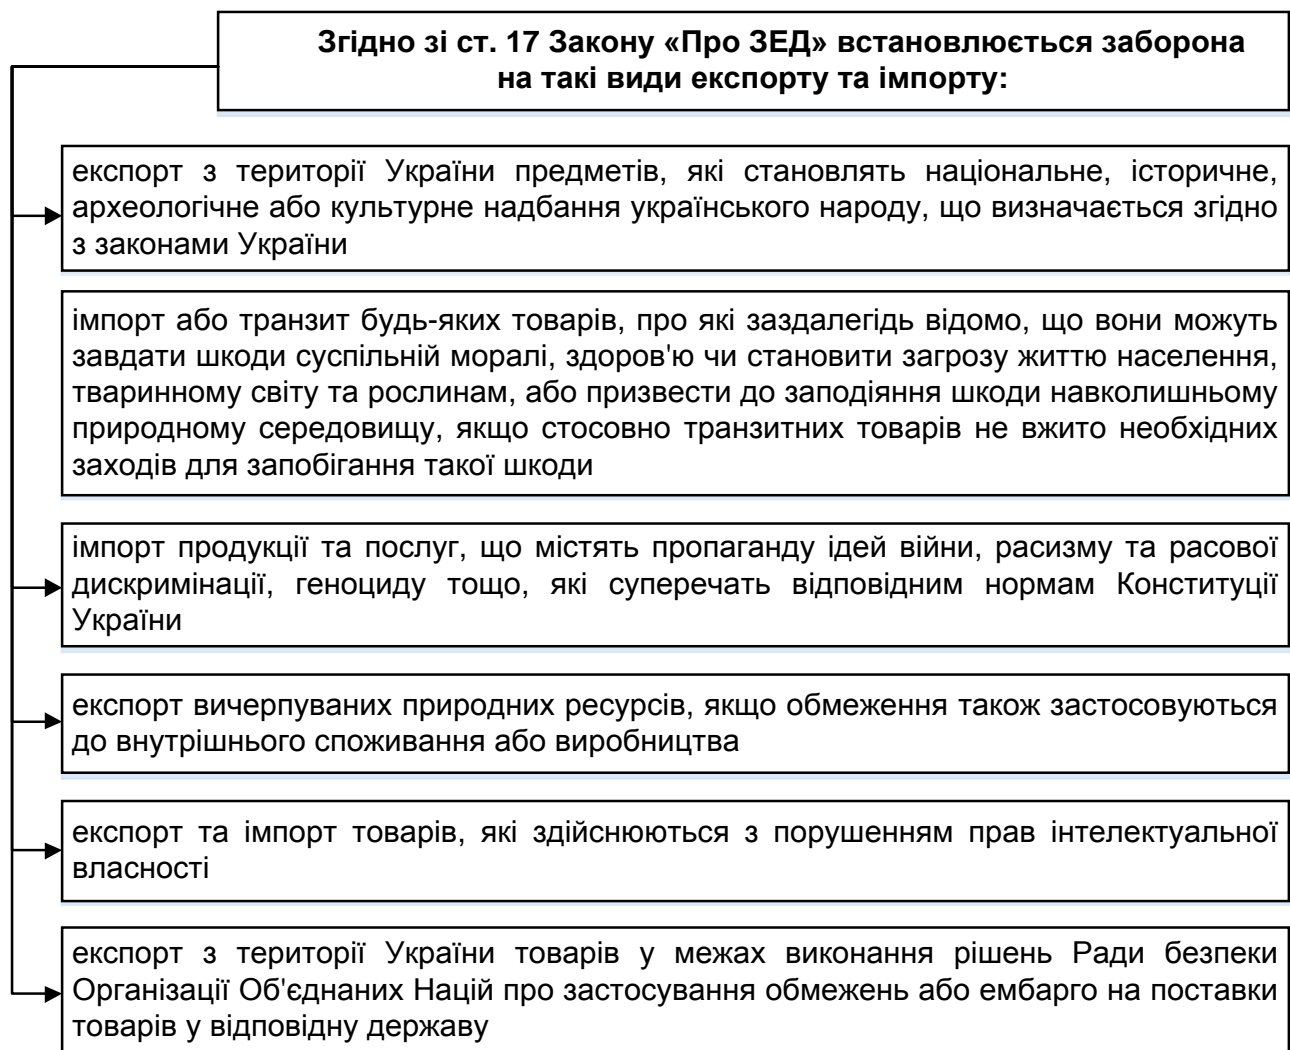 Згідно зі ст. 17 Закону «Про ЗЕД» встановлюється заборона
на такі види експорту та імпорту:
експорт з території України предметів, які становлять національне, історичне,
археологічне або культурне надбання українського народу, що визначається згідно
з законами України
імпорт або транзит будь-яких товарів, про які заздалегідь відомо, що вони можуть
завдати шкоди суспільній моралі, здоров'ю чи становити загрозу життю населення,
тваринному світу та рослинам, або призвести до заподіяння шкоди навколишньому
природному середовищу, якщо стосовно транзитних товарів не вжито необхідних
заходів для запобігання такої шкоди
імпорт продукції та послуг, що містять пропаганду ідей війни, расизму та расової
дискримінації, геноциду тощо, які суперечать відповідним нормам Конституції
України
експорт вичерпуваних природних ресурсів, якщо обмеження також застосовуються
до внутрішнього споживання або виробництва
експорт та імпорт товарів, які здійснюються з порушенням прав інтелектуальної
власності
експорт з території України товарів у межах виконання рішень Ради безпеки
Організації Об'єднаних Націй про застосування обмежень або ембарго на поставки
товарів у відповідну державу